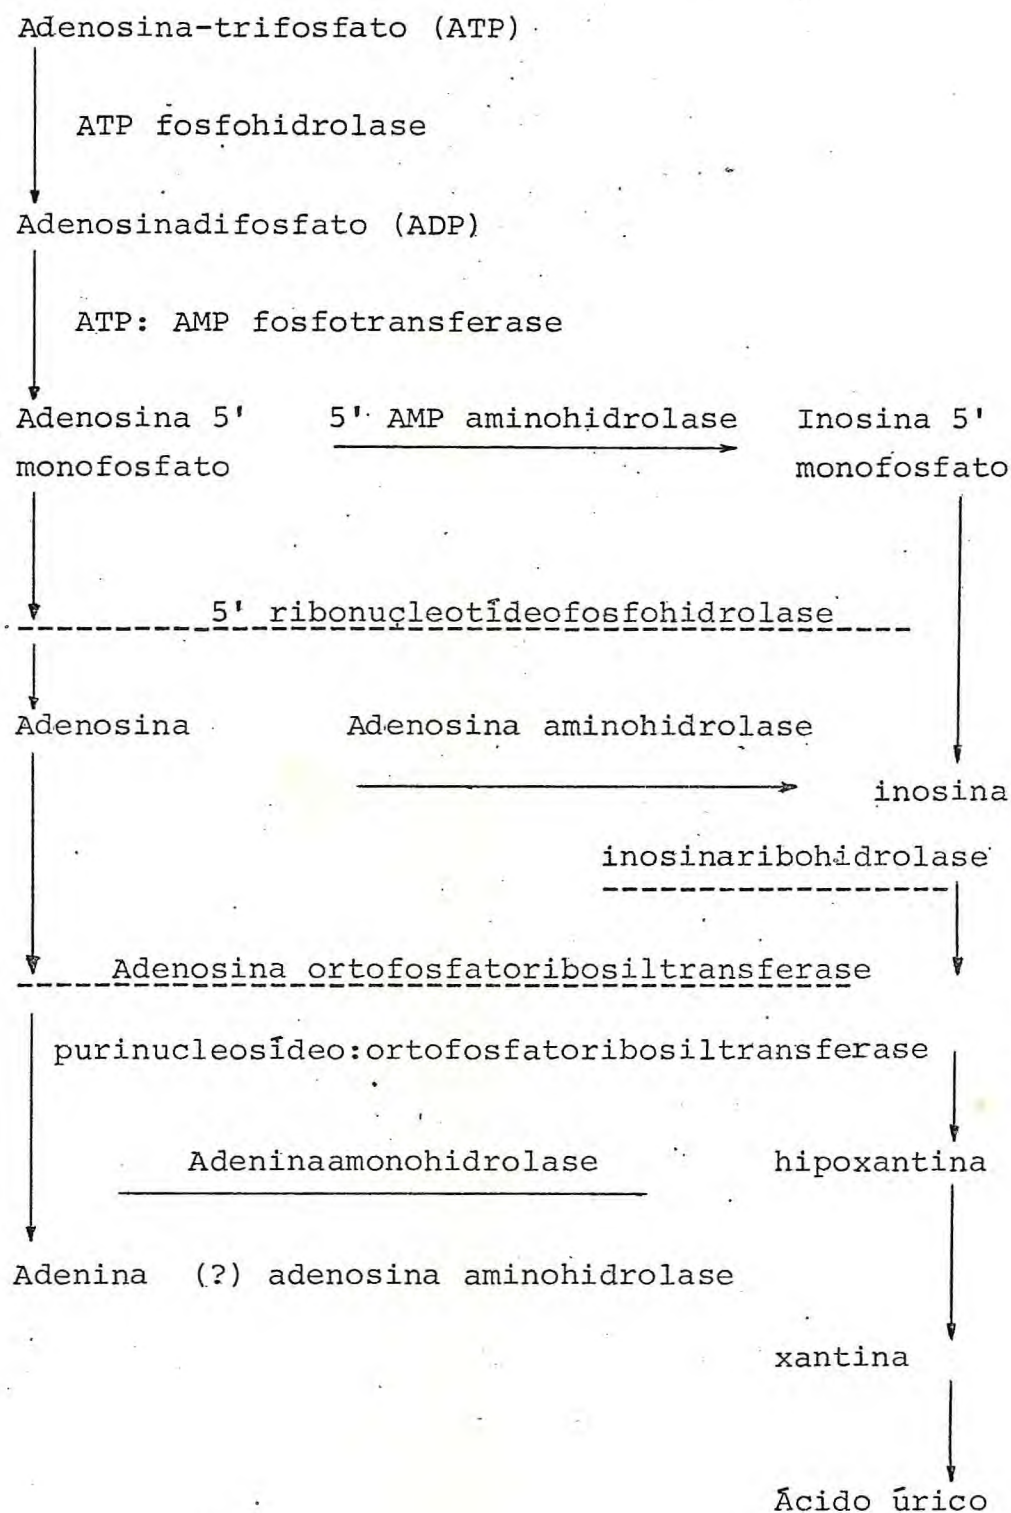 Adenosina-trifosfato (ATP)
ATP fosfohidrolase
Adenosinadifosfato (ADP)
ATP: AMP fosfotransferase
Adenosina 5' 5' AMP aminohidrolase Inosina 5'
monofosfato monofosfato
5' ribonucleotídeofosfohidrolase
Adenosina Adenosina aminohidrolase
inosina
inosinaribohidrolase
Adenosina ortofosfatoribosiltransferase
purinucleosídeo:ortofosfatoribosiltransferase
Adeninaamonohidrolase hipoxantina
Adenina (?) adenosina aminohidrolase
xantina
Ácido úrico